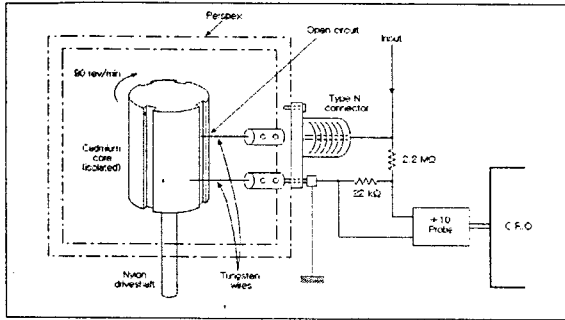 Perspex
Open circuit
Input
80 rev/min
Type N
connector
Cadmium
core
(isolated)
2.2 MΩ
22 kΩ
÷10
Probe
C.R.O
Nylon
driveshaft
Tungsten
wires